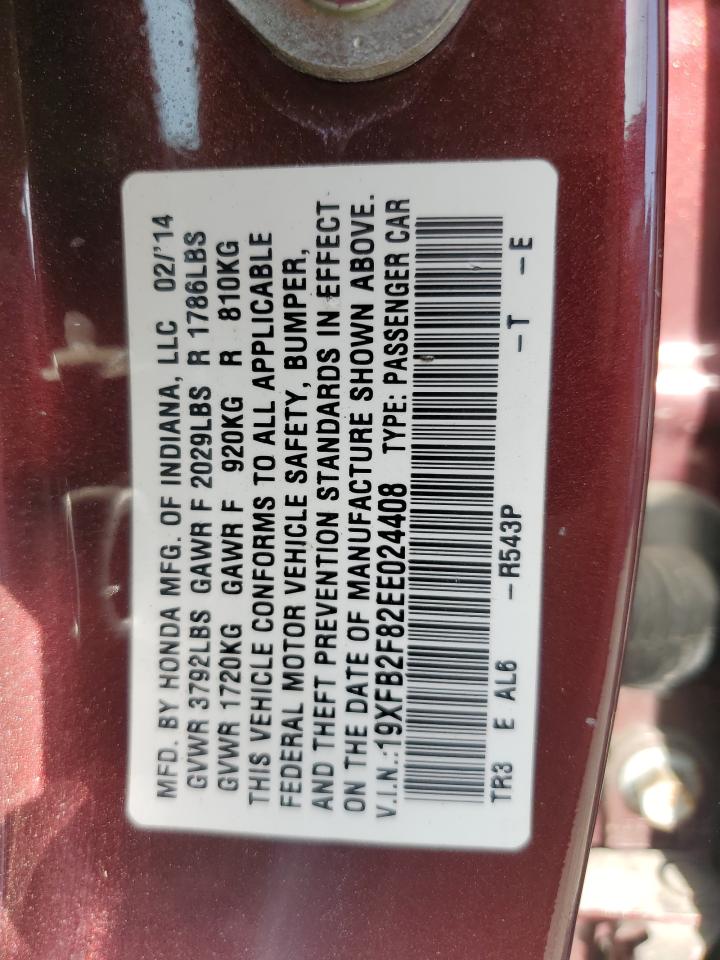 MFD. BY HONDA MFG. OF INDIANA, LLC 02/'14
GVWR 3792LBS GAWR F 2029LBS R 1786LBS
GVWR 1720KG GAWR F 920KG R 810KG
THIS VEHICLE CONFORMS TO ALL APPLICABLE
FEDERAL MOTOR VEHICLE SAFETY, BUMPER,
AND THEFT PREVENTION STANDARDS IN EFFECT
ON THE DATE OF MANUFACTURE SHOWN ABOVE.
V.I.N.:19XFB2F82EE024408 TYPE: PASSENGER CAR
TR3 E AL6 –R543P –T –E